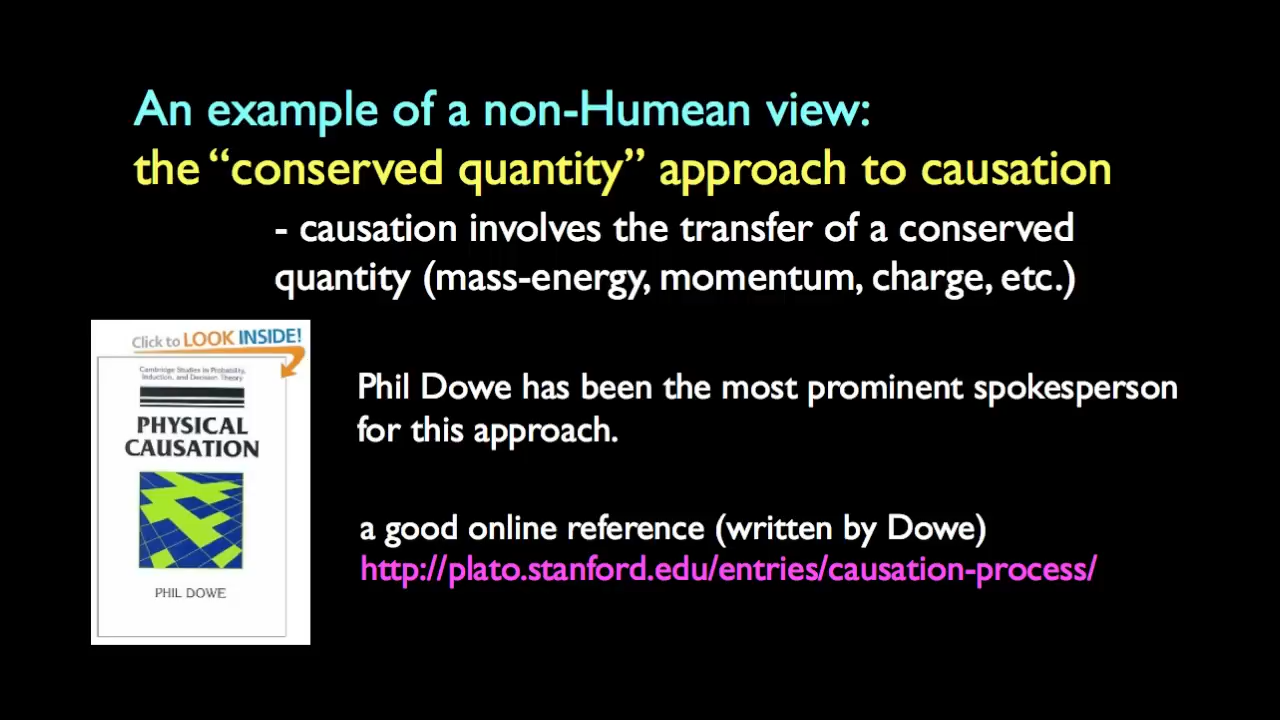 An example of a non-Humean view:
the “conserved quantity” approach to causation
- causation involves the transfer of a conserved
quantity (mass-energy, momentum, charge, etc.)
Click to LOOK INSIDE!
Cambridge Studies in Probability,
Induction, and Decision Theory
PHYSICAL
CAUSATION
PHIL DOWE
Phil Dowe has been the most prominent spokesperson
for this approach.
a good online reference (written by Dowe)
http://plato.stanford.edu/entries/causation-process/